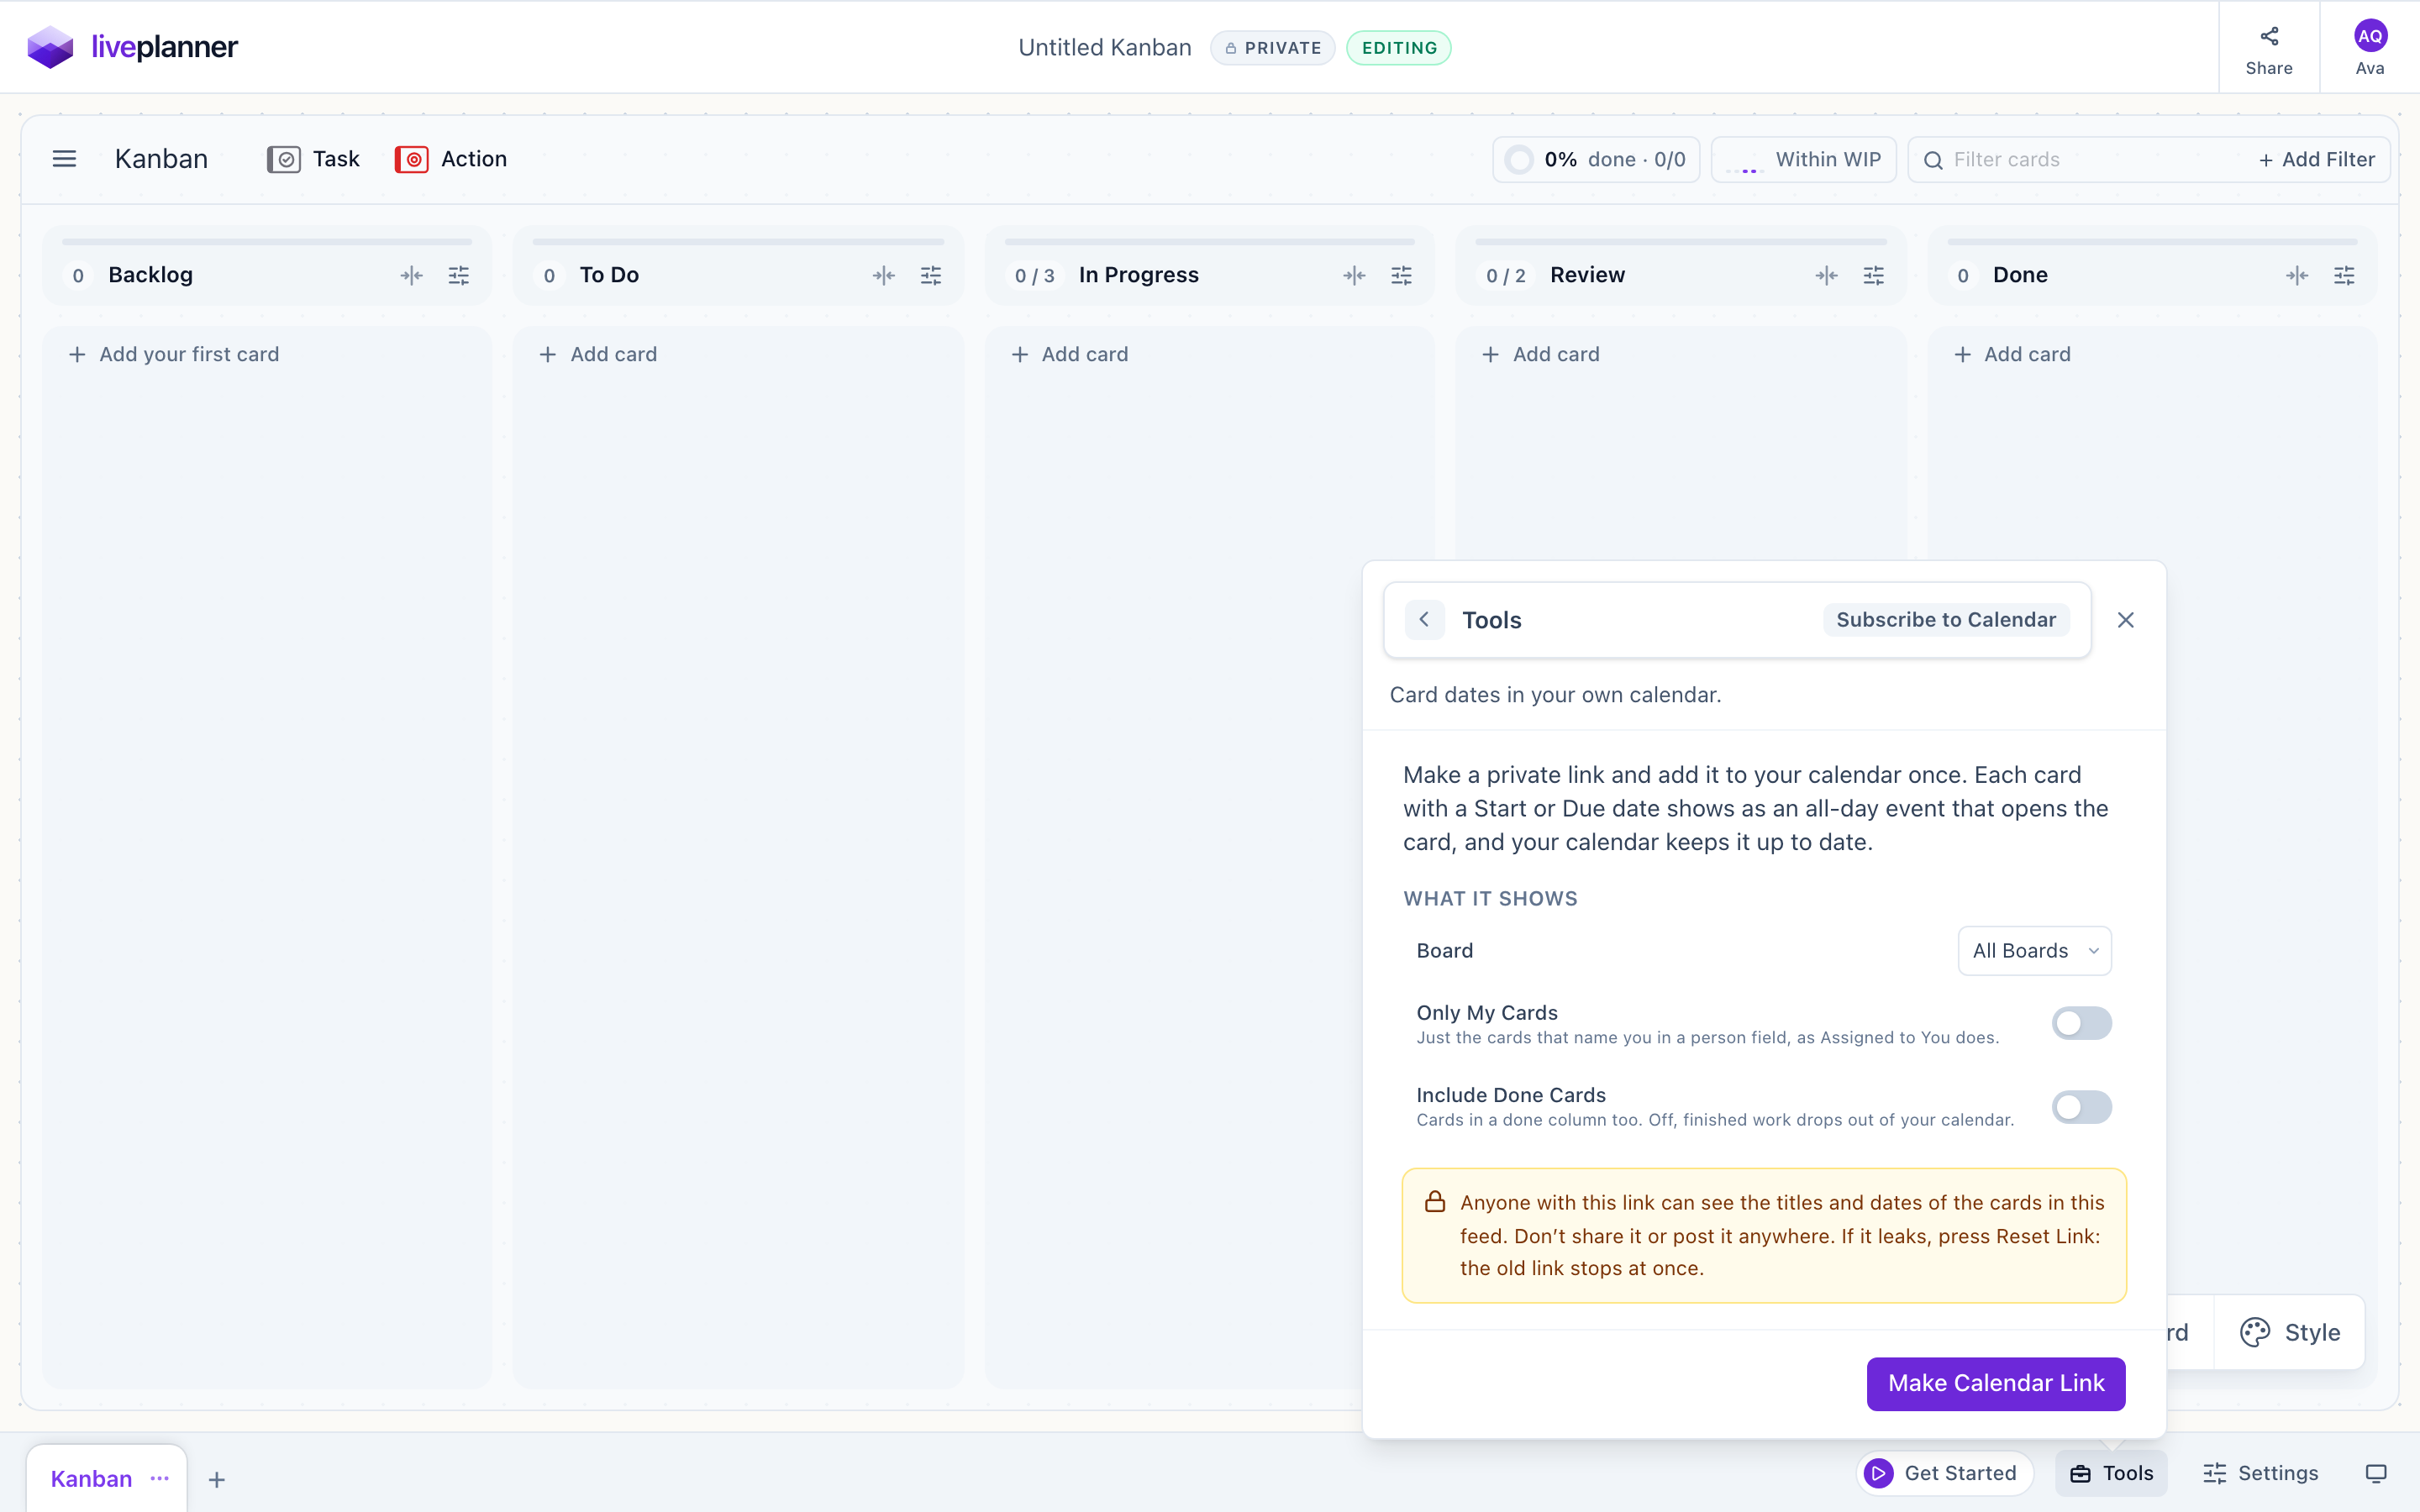 liveplanner
Untitled Kanban
PRIVATE
EDITING
Share
AQ
Ava
Kanban
Task
Action
0% done · 0/0
Within WIP
Filter cards
+ Add Filter
0 Backlog
0 To Do
0 / 3 In Progress
0 / 2 Review
0 Done
+ Add your first card
+ Add card
+ Add card
+ Add card
+ Add card
Tools
Subscribe to Calendar
Card dates in your own calendar.
Make a private link and add it to your calendar once. Each card
with a Start or Due date shows as an all-day event that opens the
card, and your calendar keeps it up to date.
WHAT IT SHOWS
Board
All Boards
Only My Cards
Just the cards that name you in a person field, as Assigned to You does.
Include Done Cards
Cards in a done column too. Off, finished work drops out of your calendar.
Anyone with this link can see the titles and dates of the cards in this
feed. Don’t share it or post it anywhere. If it leaks, press Reset Link:
the old link stops at once.
rd
Style
Make Calendar Link
Kanban
+
Get Started
Tools
Settings